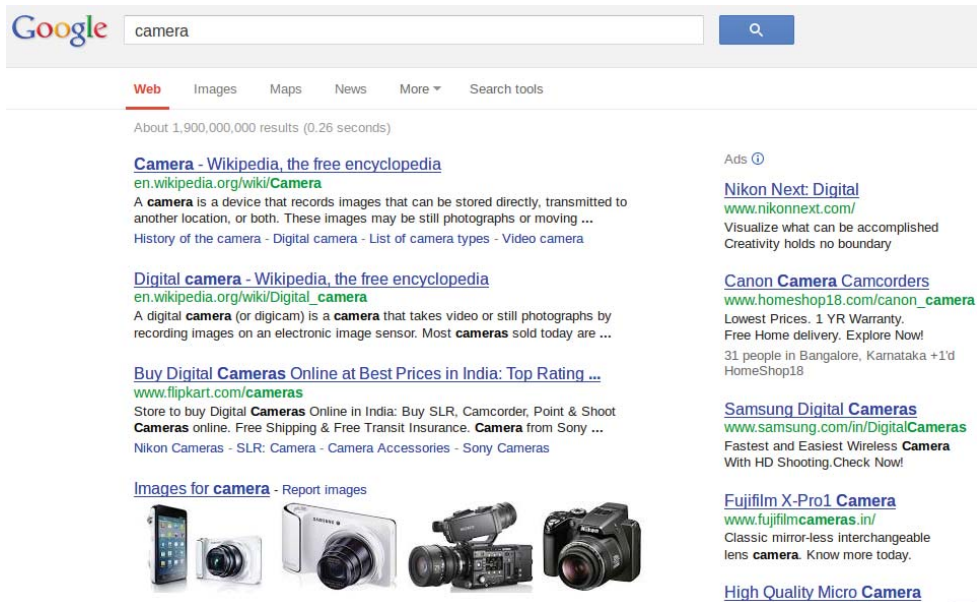 Google
camera
Web Images Maps News More Search tools
About 1,900,000,000 results (0.26 seconds)
Camera - Wikipedia, the free encyclopedia
en.wikipedia.org/wiki/Camera
A camera is a device that records images that can be stored directly, transmitted to
another location, or both. These images may be still photographs or moving ...
History of the camera - Digital camera - List of camera types - Video camera
Digital camera - Wikipedia, the free encyclopedia
en.wikipedia.org/wiki/Digital_camera
A digital camera (or digicam) is a camera that takes video or still photographs by
recording images on an electronic image sensor. Most cameras sold today are ...
Buy Digital Cameras Online at Best Prices in India: Top Rating ...
www.flipkart.com/cameras
Store to buy Digital Cameras Online in India: Buy SLR, Camcorder, Point & Shoot
Cameras online. Free Shipping & Free Transit Insurance. Camera from Sony ...
Nikon Cameras - SLR: Camera - Camera Accessories - Sony Cameras
Images for camera - Report images
SAMSUNG
Nikon
Ads
Nikon Next: Digital
www.nikonnext.com/
Visualize what can be accomplished
Creativity holds no boundary
Canon Camera Camcorders
www.homeshop18.com/canon_camera
Lowest Prices. 1 YR Warranty.
Free Home delivery. Explore Now!
31 people in Bangalore, Karnataka +1'd
HomeShop18
Samsung Digital Cameras
www.samsung.com/in/DigitalCameras
Fastest and Easiest Wireless Camera
With HD Shooting.Check Now!
Fujifilm X-Pro1 Camera
www.fujifilmcameras.in/
Classic mirror-less interchangeable
lens camera. Know more today.
High Quality Micro Camera